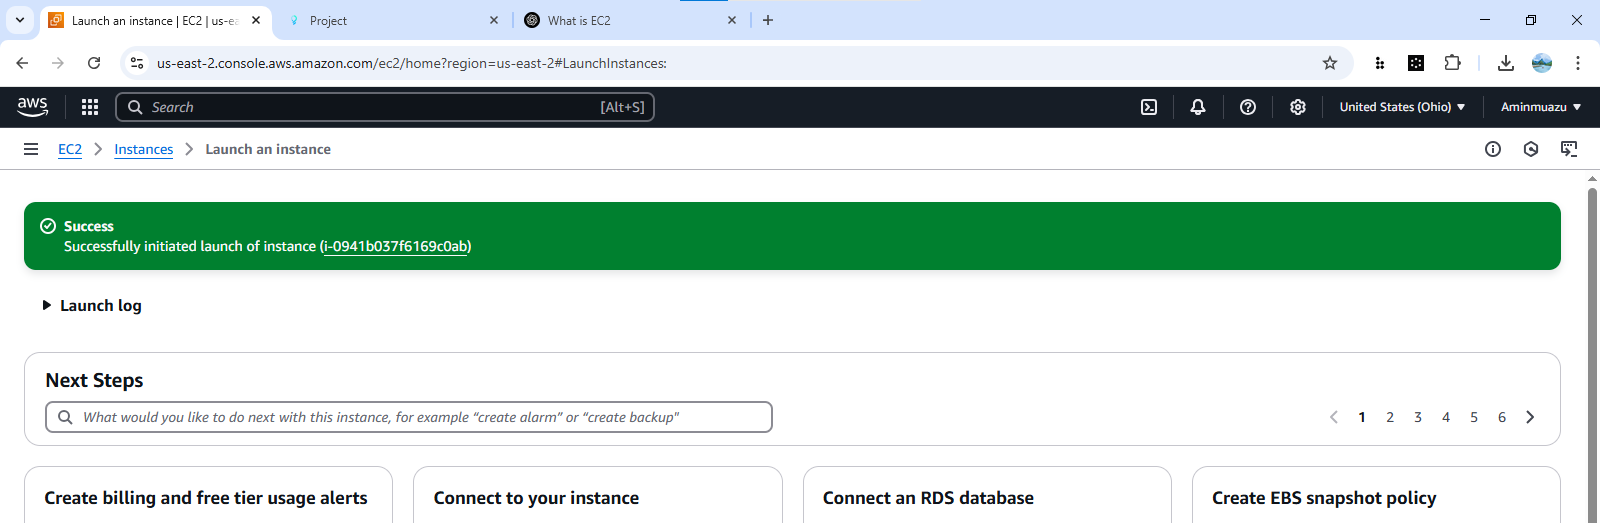 Launch an instance | EC2 | us-ea
Project
What is EC2
us-east-2.console.aws.amazon.com/ec2/home?region=us-east-2#LaunchInstances:
aws
Search
[Alt+S]
United States (Ohio)
Aminmuazu
EC2
Instances
Launch an instance
Success
Successfully initiated launch of instance (i-0941b037f6169c0ab)
Launch log
Next Steps
What would you like to do next with this instance, for example “create alarm” or “create backup"
1 2 3 4 5 6
Create billing and free tier usage alerts
Connect to your instance
Connect an RDS database
Create EBS snapshot policy